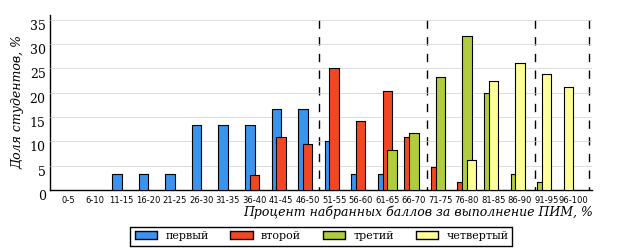 Доля студентов, %
35
30
25
20
15
10
5
0
0-5 6-10 11-15 16-20 21-25 26-30 31-35 36-40 41-45 46-50 51-55 56-60 61-65 66-70 71-75 76-80 81-85 86-90 91-95 96-100
Процент набранных баллов за выполнение ПИМ, %
первый второй третий четвертый